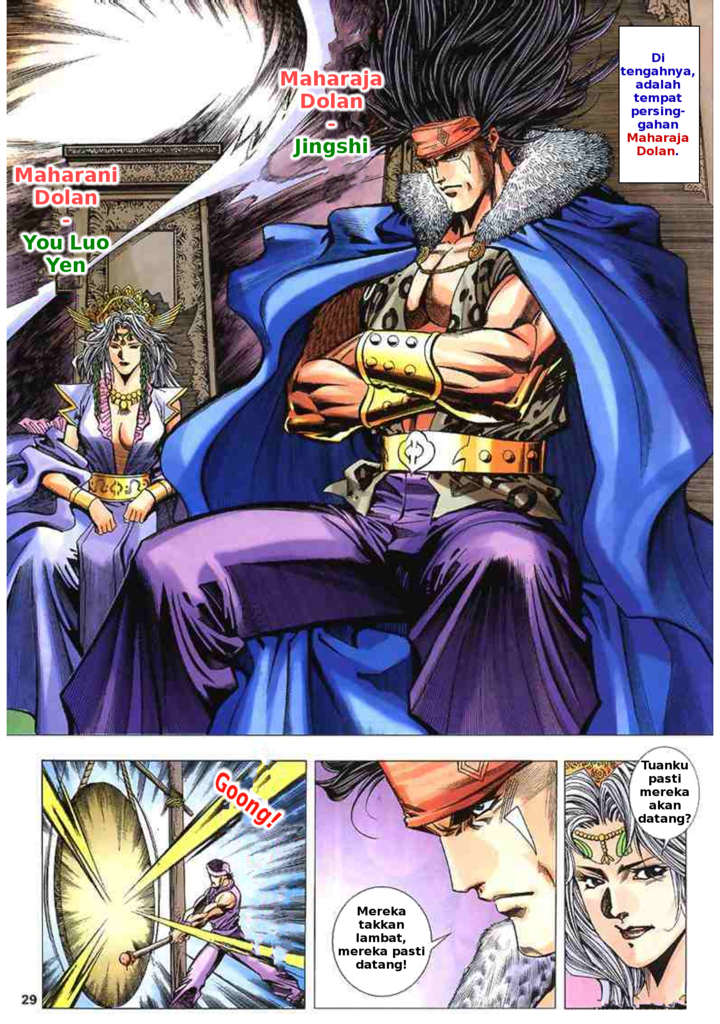 Maharaja
Dolan
-
Jingshi
Maharani
Dolan
-
You Luo
Yen
Di
tengahnya,
adalah
tempat
persing-
gahan
Maharaja
Dolan.
Goong!
Mereka
takkan
lambat,
mereka pasti
datang!
Tuanku
pasti
mereka
akan
datang?
29